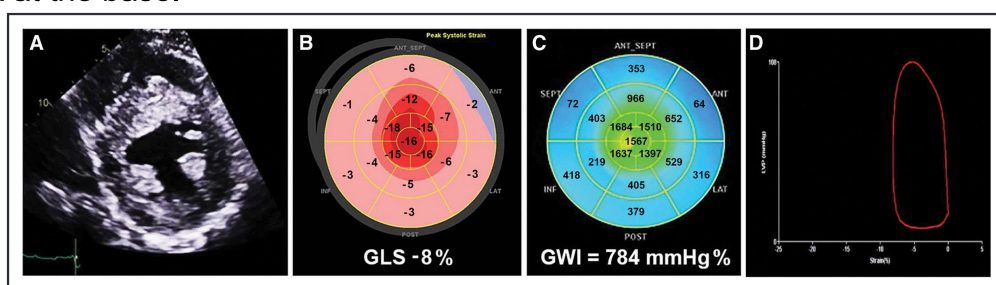 at the base.
A
5
10
B
Peak Systolic Strain
ANT_SEPT
SEPT
ANT
-6
-1
-2
-12
-4
-7
-18
-15
-16
-15
-16
-4
-6
-3
-3
-5
-3
INF
LAT
POST
GLS -8%
C
ANT_SEPT
SEPT
ANT
353
72
64
966
403
652
1684
1510
1567
1637
1397
219
529
418
316
405
379
INF
LAT
POST
GWI = 784 mmHg%
D
LVP (mmHg)
0
-25
-20
-15
-10
-5
0
5
Strain(%)